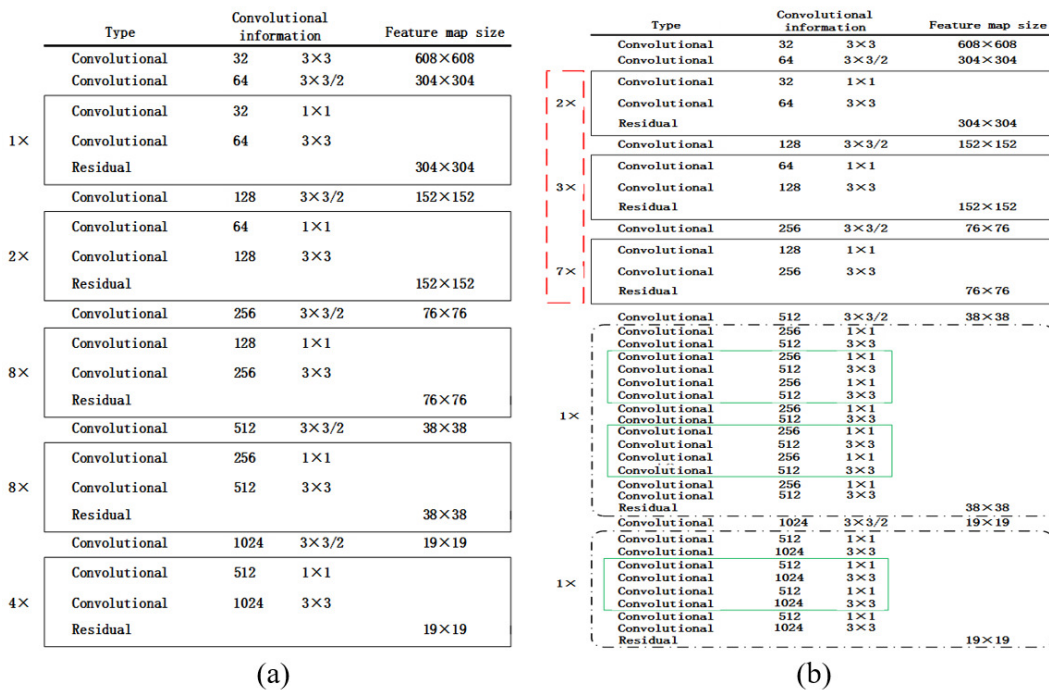 Type Convolutional information Feature map size
Convolutional 32 3×3 608×608
Convolutional 64 3×3/2 304×304
Convolutional 32 1×1
1× Convolutional 64 3×3
Residual 304×304
Convolutional 128 3×3/2 152×152
Convolutional 64 1×1
2× Convolutional 128 3×3
Residual 152×152
Convolutional 256 3×3/2 76×76
Convolutional 128 1×1
8× Convolutional 256 3×3
Residual 76×76
Convolutional 512 3×3/2 38×38
Convolutional 256 1×1
8× Convolutional 512 3×3
Residual 38×38
Convolutional 1024 3×3/2 19×19
Convolutional 512 1×1
4× Convolutional 1024 3×3
Residual 19×19
(a)
Type Convolutional information Feature map size
Convolutional 32 3×3 608×608
Convolutional 64 3×3/2 304×304
Convolutional 32 1×1
2× Convolutional 64 3×3
Residual 304×304
Convolutional 128 3×3/2 152×152
Convolutional 64 1×1
3× Convolutional 128 3×3
Residual 152×152
Convolutional 256 3×3/2 76×76
Convolutional 128 1×1
7× Convolutional 256 3×3
Residual 76×76
Convolutional 512 3×3/2 38×38
Convolutional 256 1×1
Convolutional 512 3×3
Convolutional 256 1×1
Convolutional 512 3×3
Convolutional 256 1×1
Convolutional 512 3×3
Convolutional 256 1×1
1× Convolutional 512 3×3
Convolutional 256 1×1
Convolutional 512 3×3
Convolutional 256 1×1
Convolutional 512 3×3
Convolutional 256 1×1
Convolutional 512 3×3
Residual 38×38
Convolutional 1024 3×3/2 19×19
Convolutional 512 1×1
Convolutional 1024 3×3
Convolutional 512 1×1
1× Convolutional 1024 3×3
Convolutional 512 1×1
Convolutional 1024 3×3
Convolutional 512 1×1
Convolutional 1024 3×3
Residual 19×19
(b)